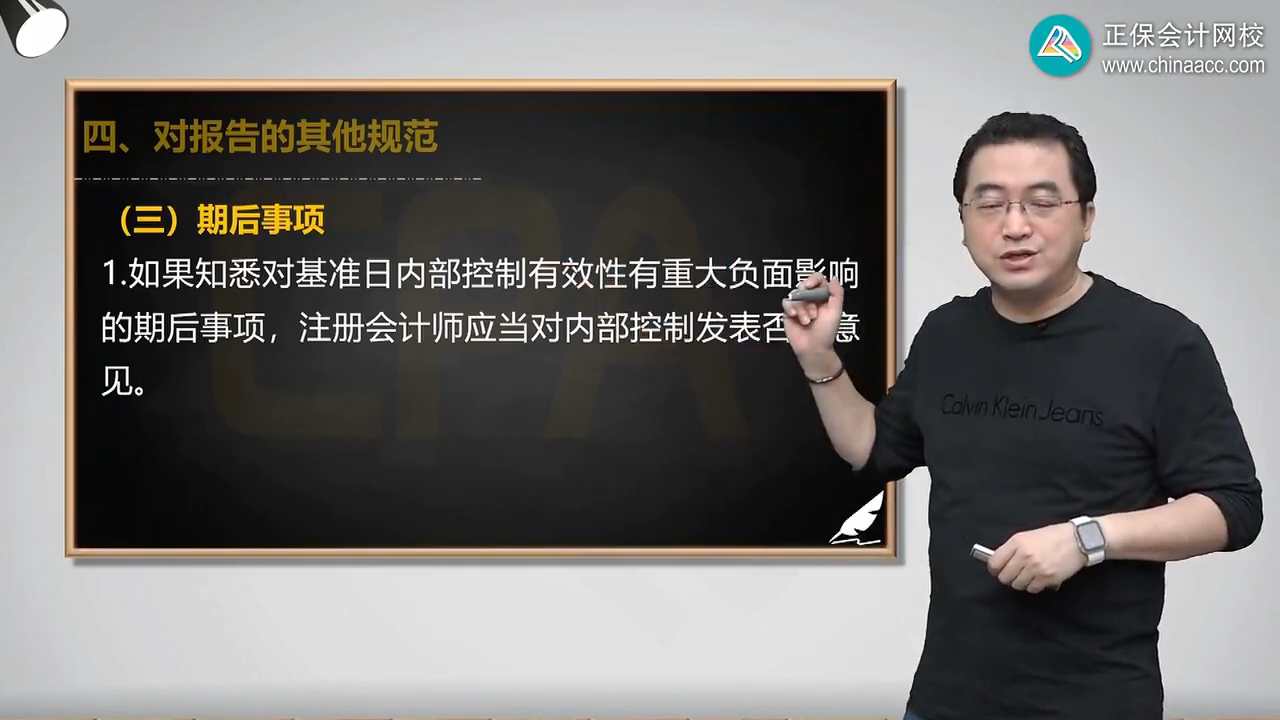 正保会计网校
www.chinaacc.com
四、对报告的其他规范
（三）期后事项
1.如果知悉对基准日内部控制有效性有重大负面影响
的期后事项，注册会计师应当对内部控制发表否 意
见。
Calvin Klein Jeans
CPA